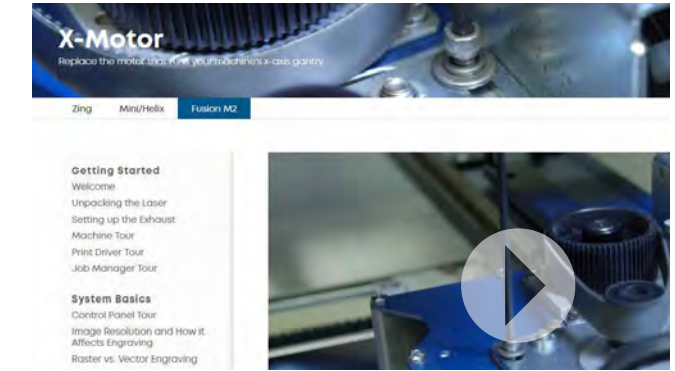 X-Motor
Replace the motor that runs your machine's x-axis gantry
Zing
Mini/Helix
Fusion M2
Getting Started
Welcome
Unpacking the Laser
Setting up the Exhaust
Machine Tour
Print Driver Tour
Job Manager Tour
System Basics
Control Panel Tour
Image Resolution and How it
Affects Engraving
Raster vs. Vector Engraving